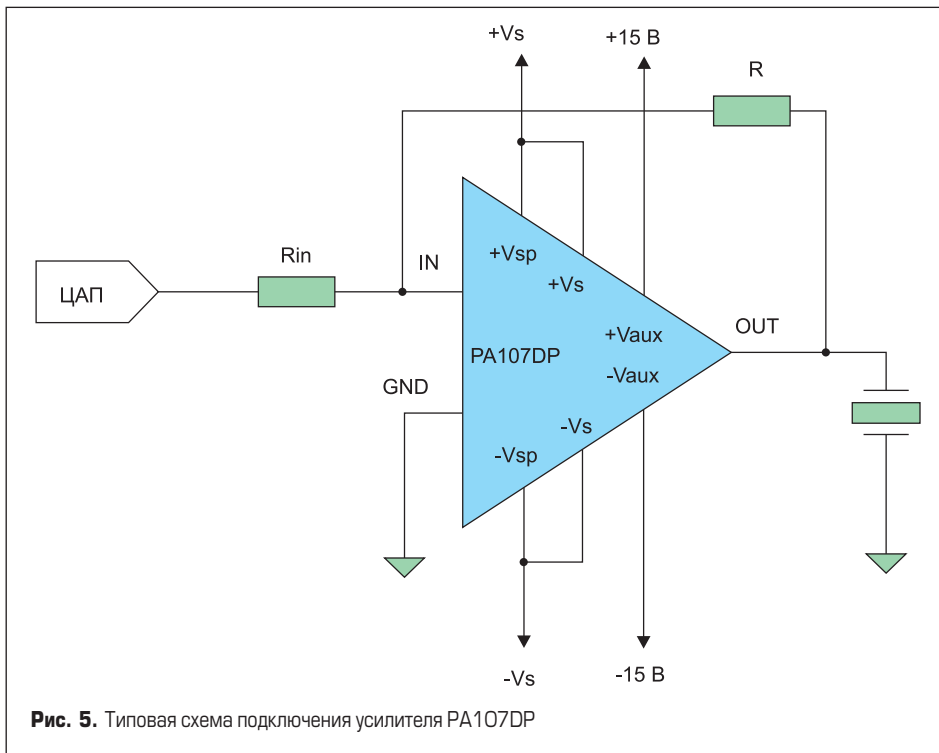 +Vs
+15 В
R
+Vsp
+Vs
Rin
IN
ЦАП
+Vaux
OUT
PA107DP
-Vaux
GND
-Vs
-Vsp
-Vs
-15 В
Рис. 5. Типовая схема подключения усилителя PA107DP